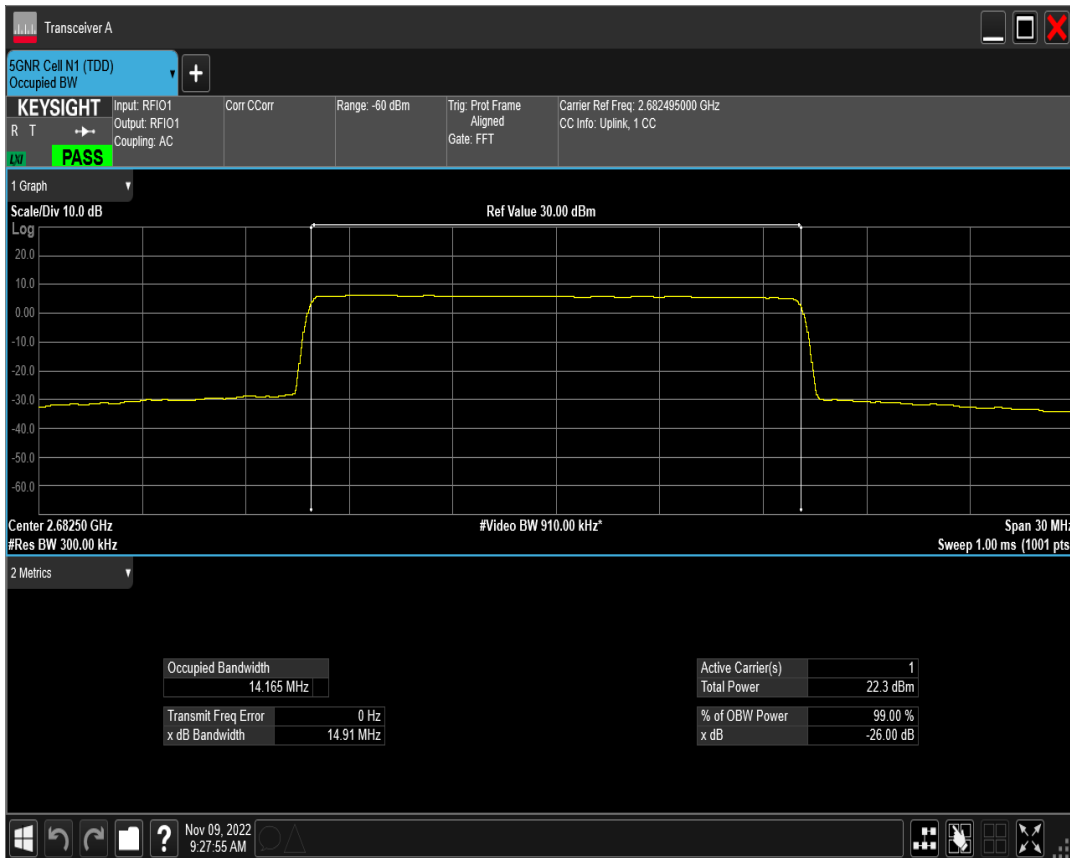 Transceiver A
5GNR Cell N1 (TDD)
Occupied BW
+
KEYSIGHT
R T
LXI
PASS
Input: RFIO1
Output: RFIO1
Coupling: AC
Corr CCorr
Range: -60 dBm
Trig: Prot Frame
Aligned
Gate: FFT
Carrier Ref Freq: 2.682495000 GHz
CC Info: Uplink, 1 CC
1 Graph
Scale/Div 10.0 dB
Ref Value 30.00 dBm
Log
20.0
10.0
0.00
-10.0
-20.0
-30.0
-40.0
-50.0
-60.0
Center 2.68250 GHz
#Video BW 910.00 kHz*
Span 30 MHz
#Res BW 300.00 kHz
Sweep 1.00 ms (1001 pts
2 Metrics
Occupied Bandwidth
14.165 MHz
Transmit Freq Error 0 Hz
x dB Bandwidth 14.91 MHz
Active Carrier(s) 1
Total Power 22.3 dBm
% of OBW Power 99.00 %
x dB -26.00 dB
?
Nov 09, 2022
9:27:55 AM